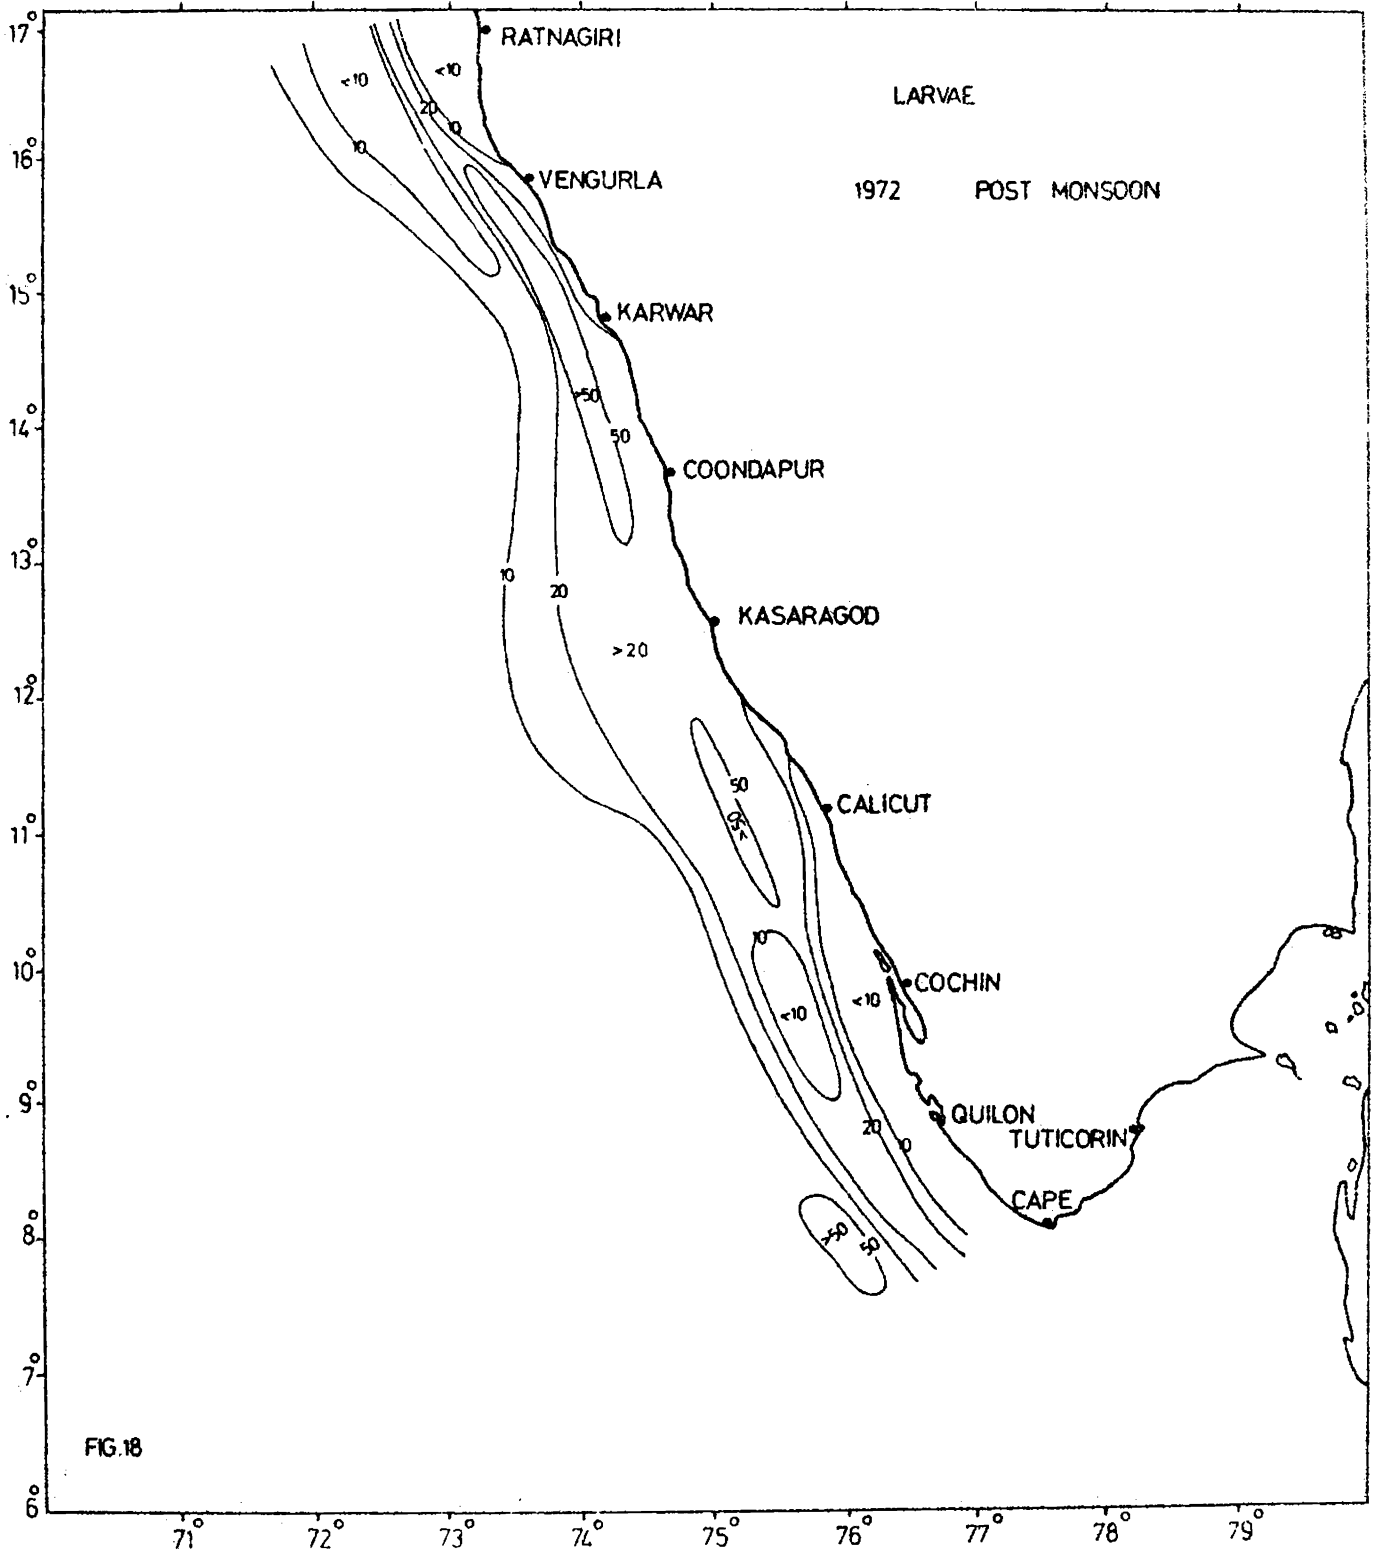 17°
RATNAGIRI
<10
<10
LARVAE
20
10
16°
10
VENGURLA
1972 POST MONSOON
15°
KARWAR
>50
14°
50
COONDAPUR
13°
10
20
KASARAGOD
>20
12°
50
CALICUT
11°
>50
10
10°
<10
<10
COCHIN
9°
20
10
QUILON
TUTICORIN
CAPE
8°
>50
50
7°
FIG.18
6°
71° 72° 73° 74° 75° 76° 77° 78° 79°